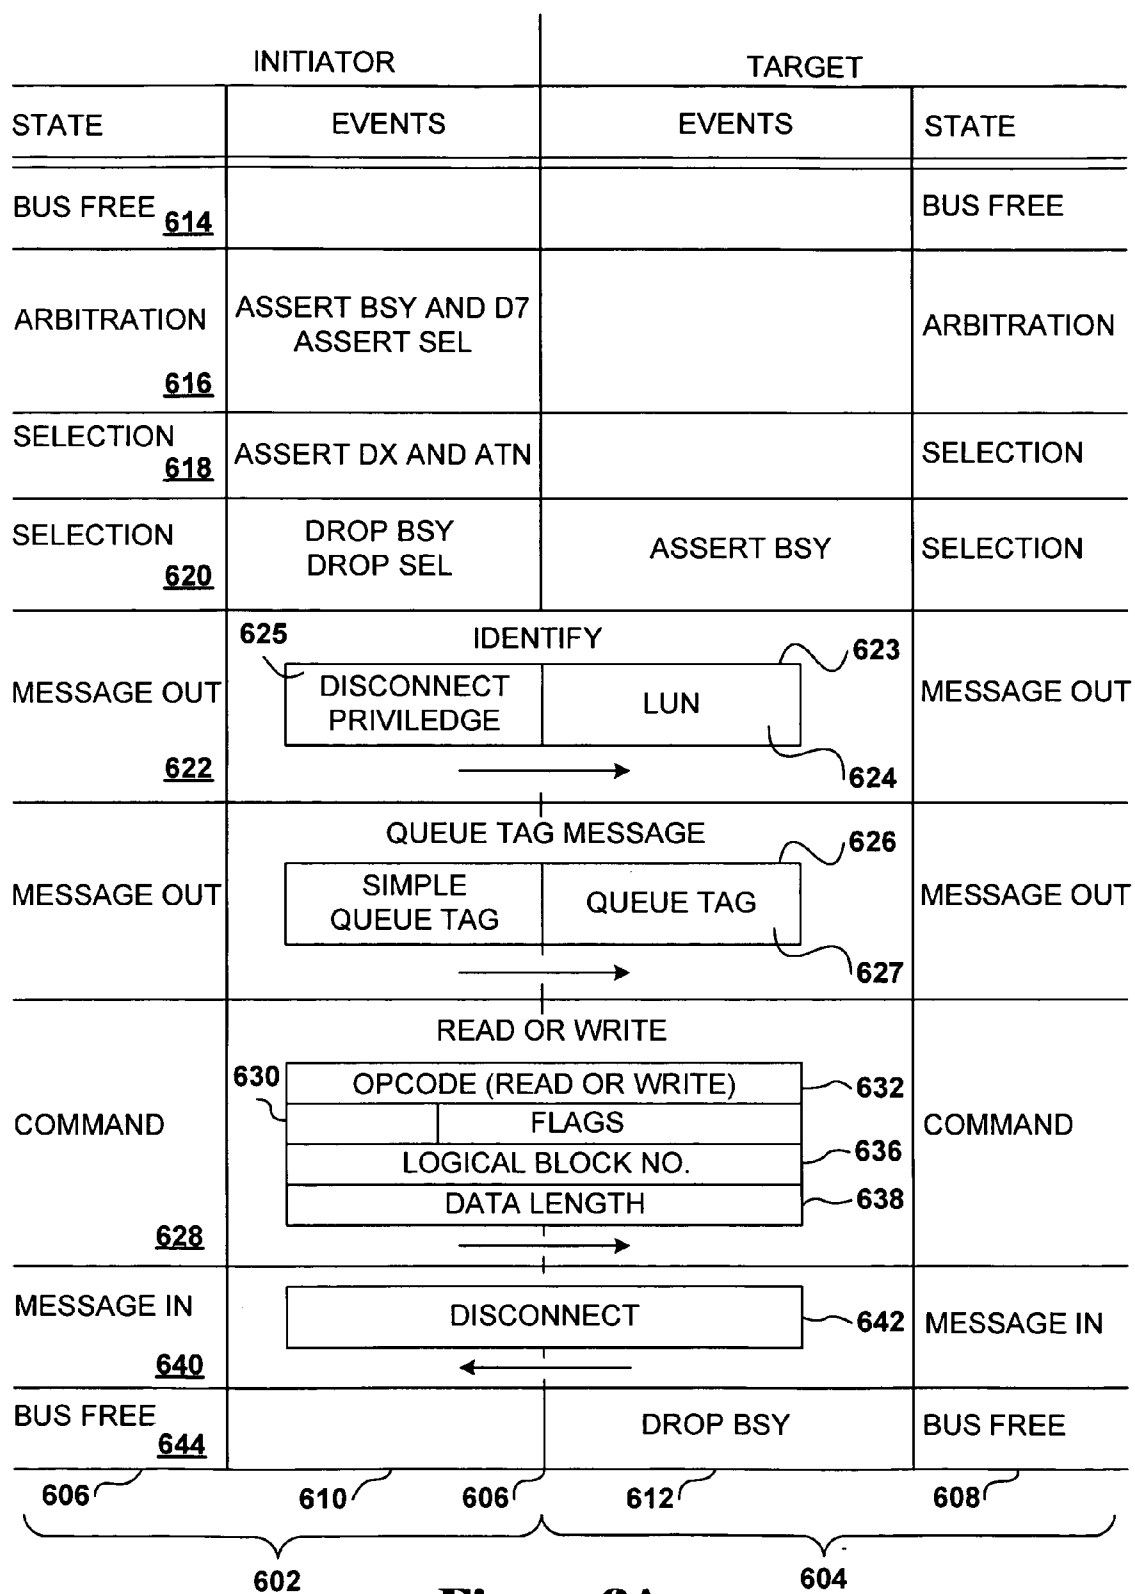 INITIATOR
TARGET
STATE
EVENTS
EVENTS
STATE
BUS FREE
614
BUS FREE
ARBITRATION
ASSERT BSY AND D7
ASSERT SEL
ARBITRATION
616
SELECTION
618
ASSERT DX AND ATN
SELECTION
SELECTION
DROP BSY
DROP SEL
ASSERT BSY
SELECTION
620
625
IDENTIFY
623
MESSAGE OUT
DISCONNECT
PRIVILEDGE
LUN
MESSAGE OUT
622
624
QUEUE TAG MESSAGE
626
MESSAGE OUT
SIMPLE
QUEUE TAG
QUEUE TAG
MESSAGE OUT
627
READ OR WRITE
630
OPCODE (READ OR WRITE)
632
COMMAND
FLAGS
COMMAND
LOGICAL BLOCK NO.
636
DATA LENGTH
638
628
MESSAGE IN
DISCONNECT
642
MESSAGE IN
640
BUS FREE
644
DROP BSY
BUS FREE
606
610
606
612
608
602
604